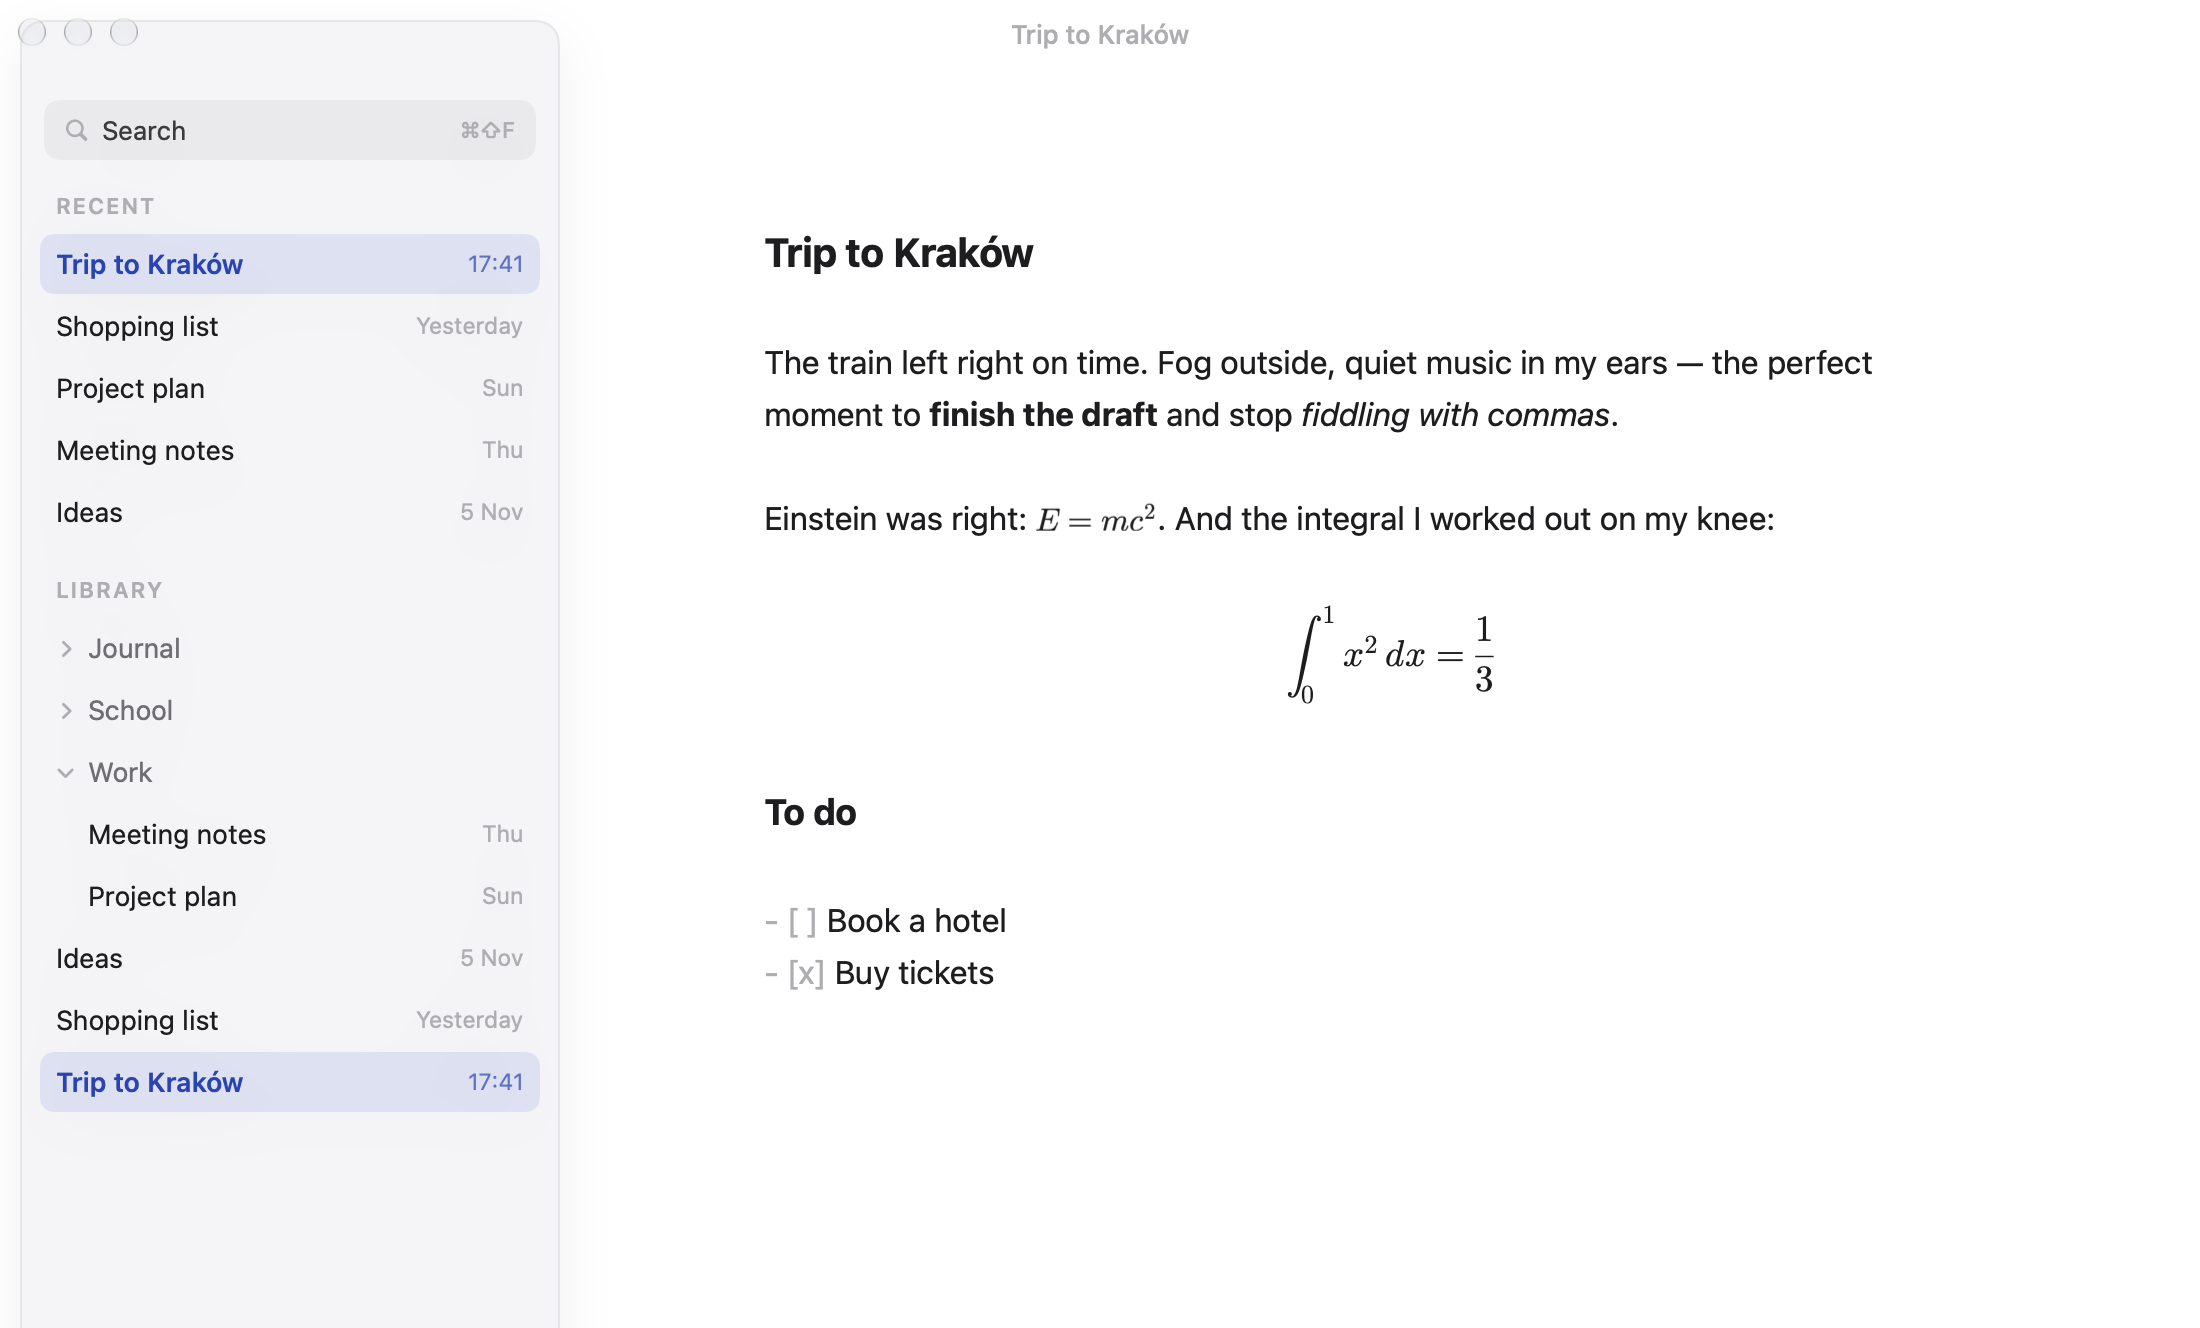 Trip to Kraków
Search ⌘⇧F
RECENT
Trip to Kraków 17:41
Shopping list Yesterday
Project plan Sun
Meeting notes Thu
Ideas 5 Nov
LIBRARY
Journal
School
Work
Meeting notes Thu
Project plan Sun
Ideas 5 Nov
Shopping list Yesterday
Trip to Kraków 17:41
Trip to Kraków
The train left right on time. Fog outside, quiet music in my ears — the perfect
moment to finish the draft and stop fiddling with commas.
Einstein was right: E = mc². And the integral I worked out on my knee:
∫₀¹ x² dx = 1/3
To do
- [ ] Book a hotel
- [x] Buy tickets